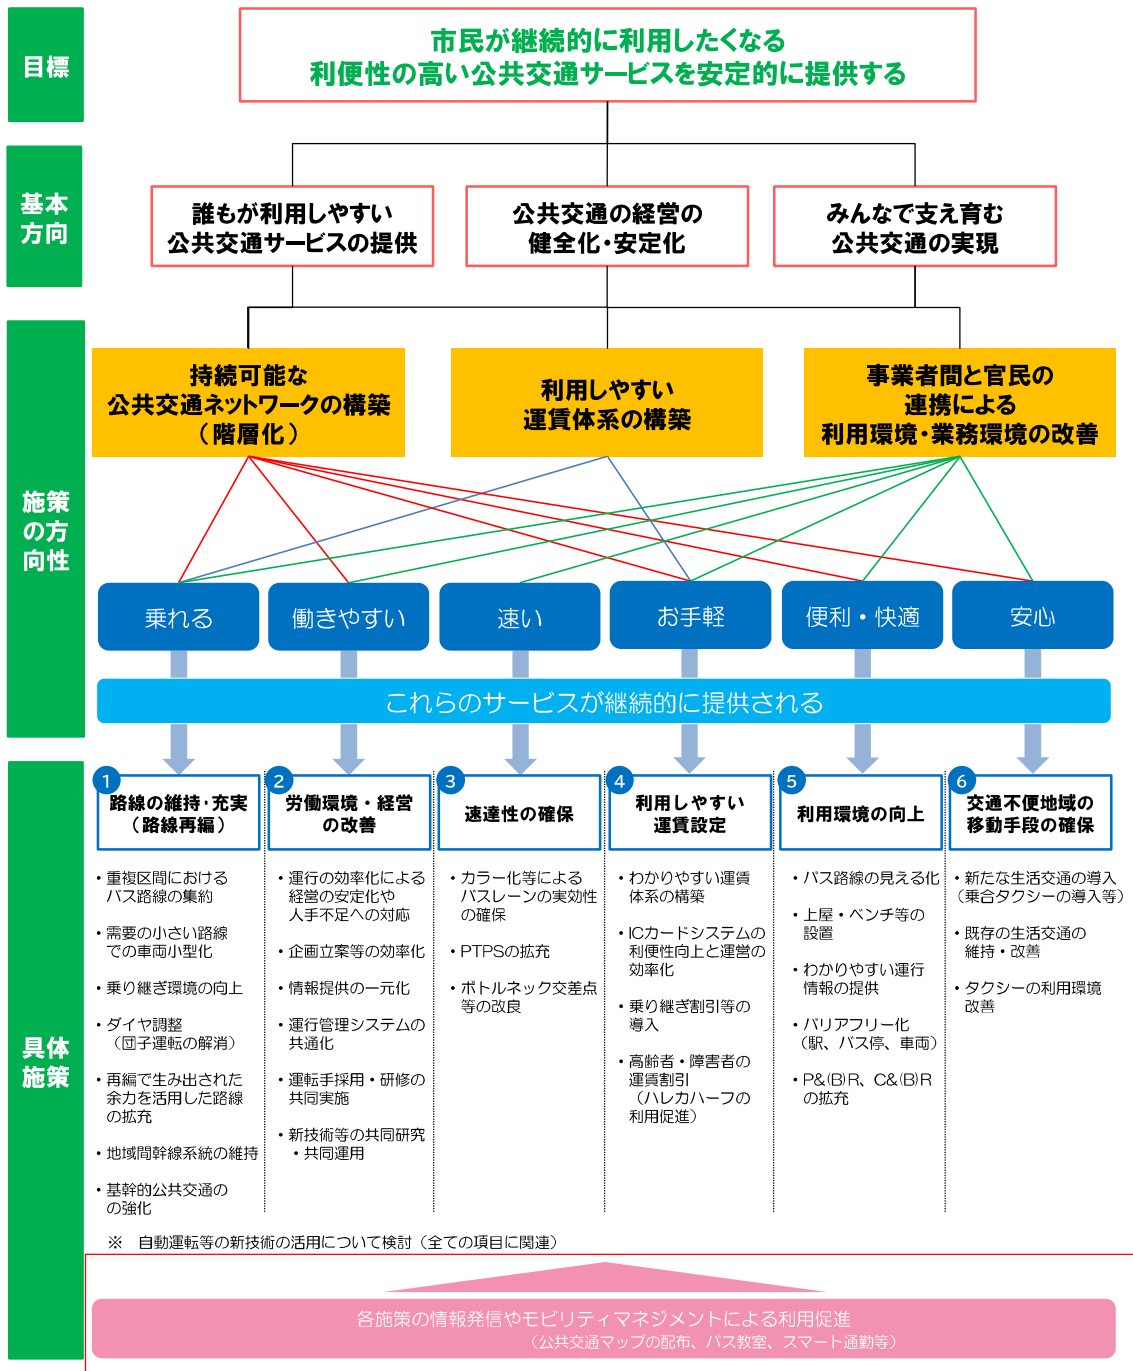 目標
市民が継続的に利用したくなる
利便性の高い公共交通サービスを安定的に提供する
基本
方向
誰もが利用しやすい
公共交通サービスの提供
公共交通の経営の
健全化・安定化
みんなで支え育む
公共交通の実現
施策
の方
向性
持続可能な
公共交通ネットワークの構築
（階層化）
利用しやすい
運賃体系の構築
事業者間と官民の
連携による
利用環境・業務環境の改善
乗れる
働きやすい
速い
お手軽
便利・快適
安心
これらのサービスが継続的に提供される
具体
施策
1
路線の維持・充実
（路線再編）
・重複区間における
バス路線の集約
・需要の小さい路線
での車両小型化
・乗り継ぎ環境の向上
・ダイヤ調整
（団子運転の解消）
・再編で生み出された
余力を活用した路線
の拡充
・地域間幹線系統の維持
・基幹的公共交通の
の強化
2
労働環境・経営
の改善
・運行の効率化による
経営の安定化や
人手不足への対応
・企画立案等の効率化
・情報提供の一元化
・運行管理システムの
共通化
・運転手採用・研修の
共同実施
・新技術等の共同研究
・共同運用
3
速達性の確保
・カラー化等による
バスレーンの実効性
の確保
・PTPSの拡充
・ボトルネック交差点
等の改良
4
利用しやすい
運賃設定
・わかりやすい運賃
体系の構築
・ICカードシステムの
利便性向上と運営の
効率化
・乗り継ぎ割引等の
導入
・高齢者・障害者の
運賃割引
（ハレカハーフの
利用促進）
5
利用環境の向上
・バス路線の見える化
・上屋・ベンチ等の
設置
・わかりやすい運行
情報の提供
・バリアフリー化
（駅、バス停、車両）
・P&(B)R、C&(B)R
の拡充
6
交通不便地域の
移動手段の確保
・新たな生活交通の導入
（乗合タクシーの導入等）
・既存の生活交通の
維持・改善
・タクシーの利用環境
改善
※　自動運転等の新技術の活用について検討（全ての項目に関連）
各施策の情報発信やモビリティマネジメントによる利用促進
（公共交通マップの配布、バス教室、スマート通勤等）